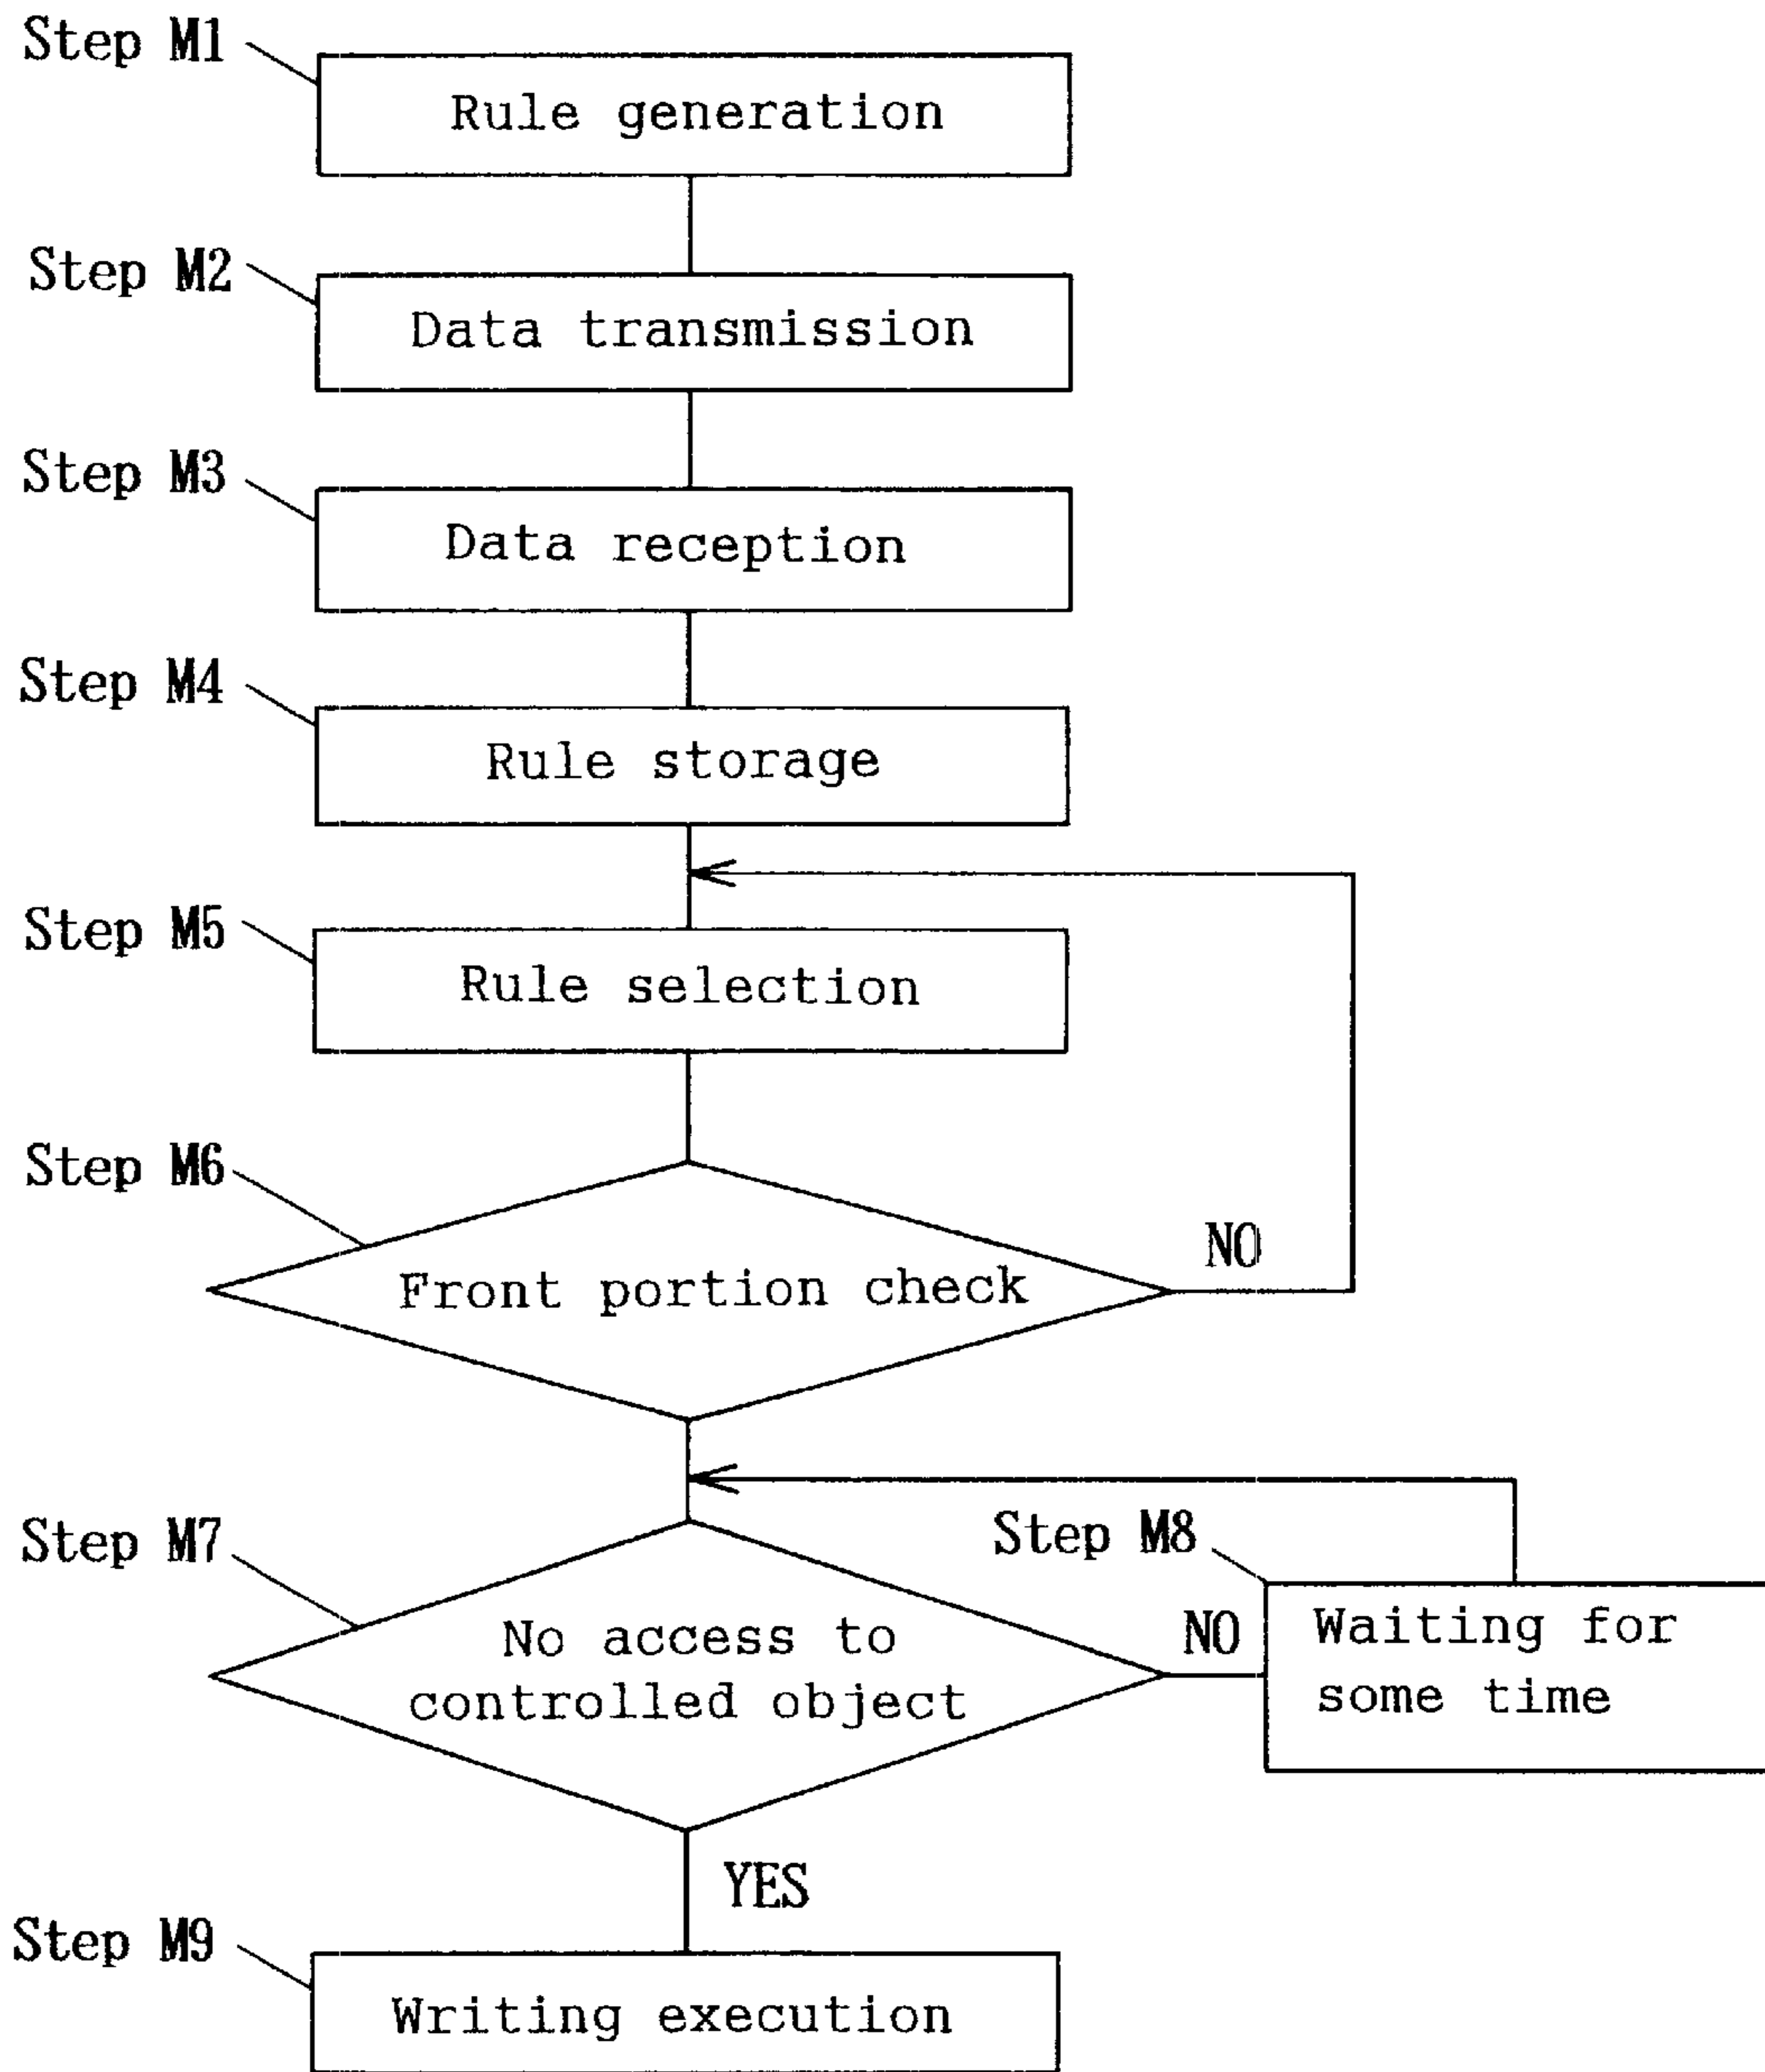 Step M1
Rule generation
Step M2
Data transmission
Step M3
Data reception
Step M4
Rule storage
Step M5
Rule selection
Step M6
Front portion check
NO
Step M7
No access to
controlled object
NO
Step M8
Waiting for
some time
YES
Step M9
Writing execution